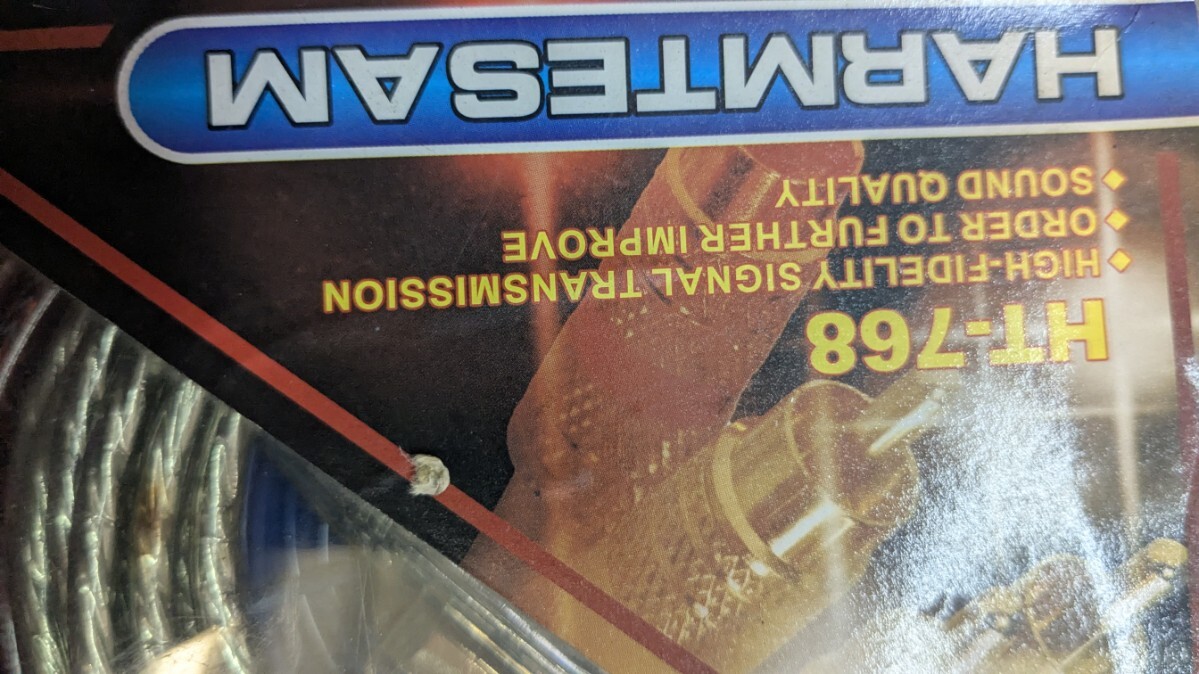 HT-768
◆ HIGH-FIDELITY SIGNAL TRANSMISSION
◆ ORDER TO FURTHER IMPROVE
◆ SOUND QUALITY
HARMTESAM